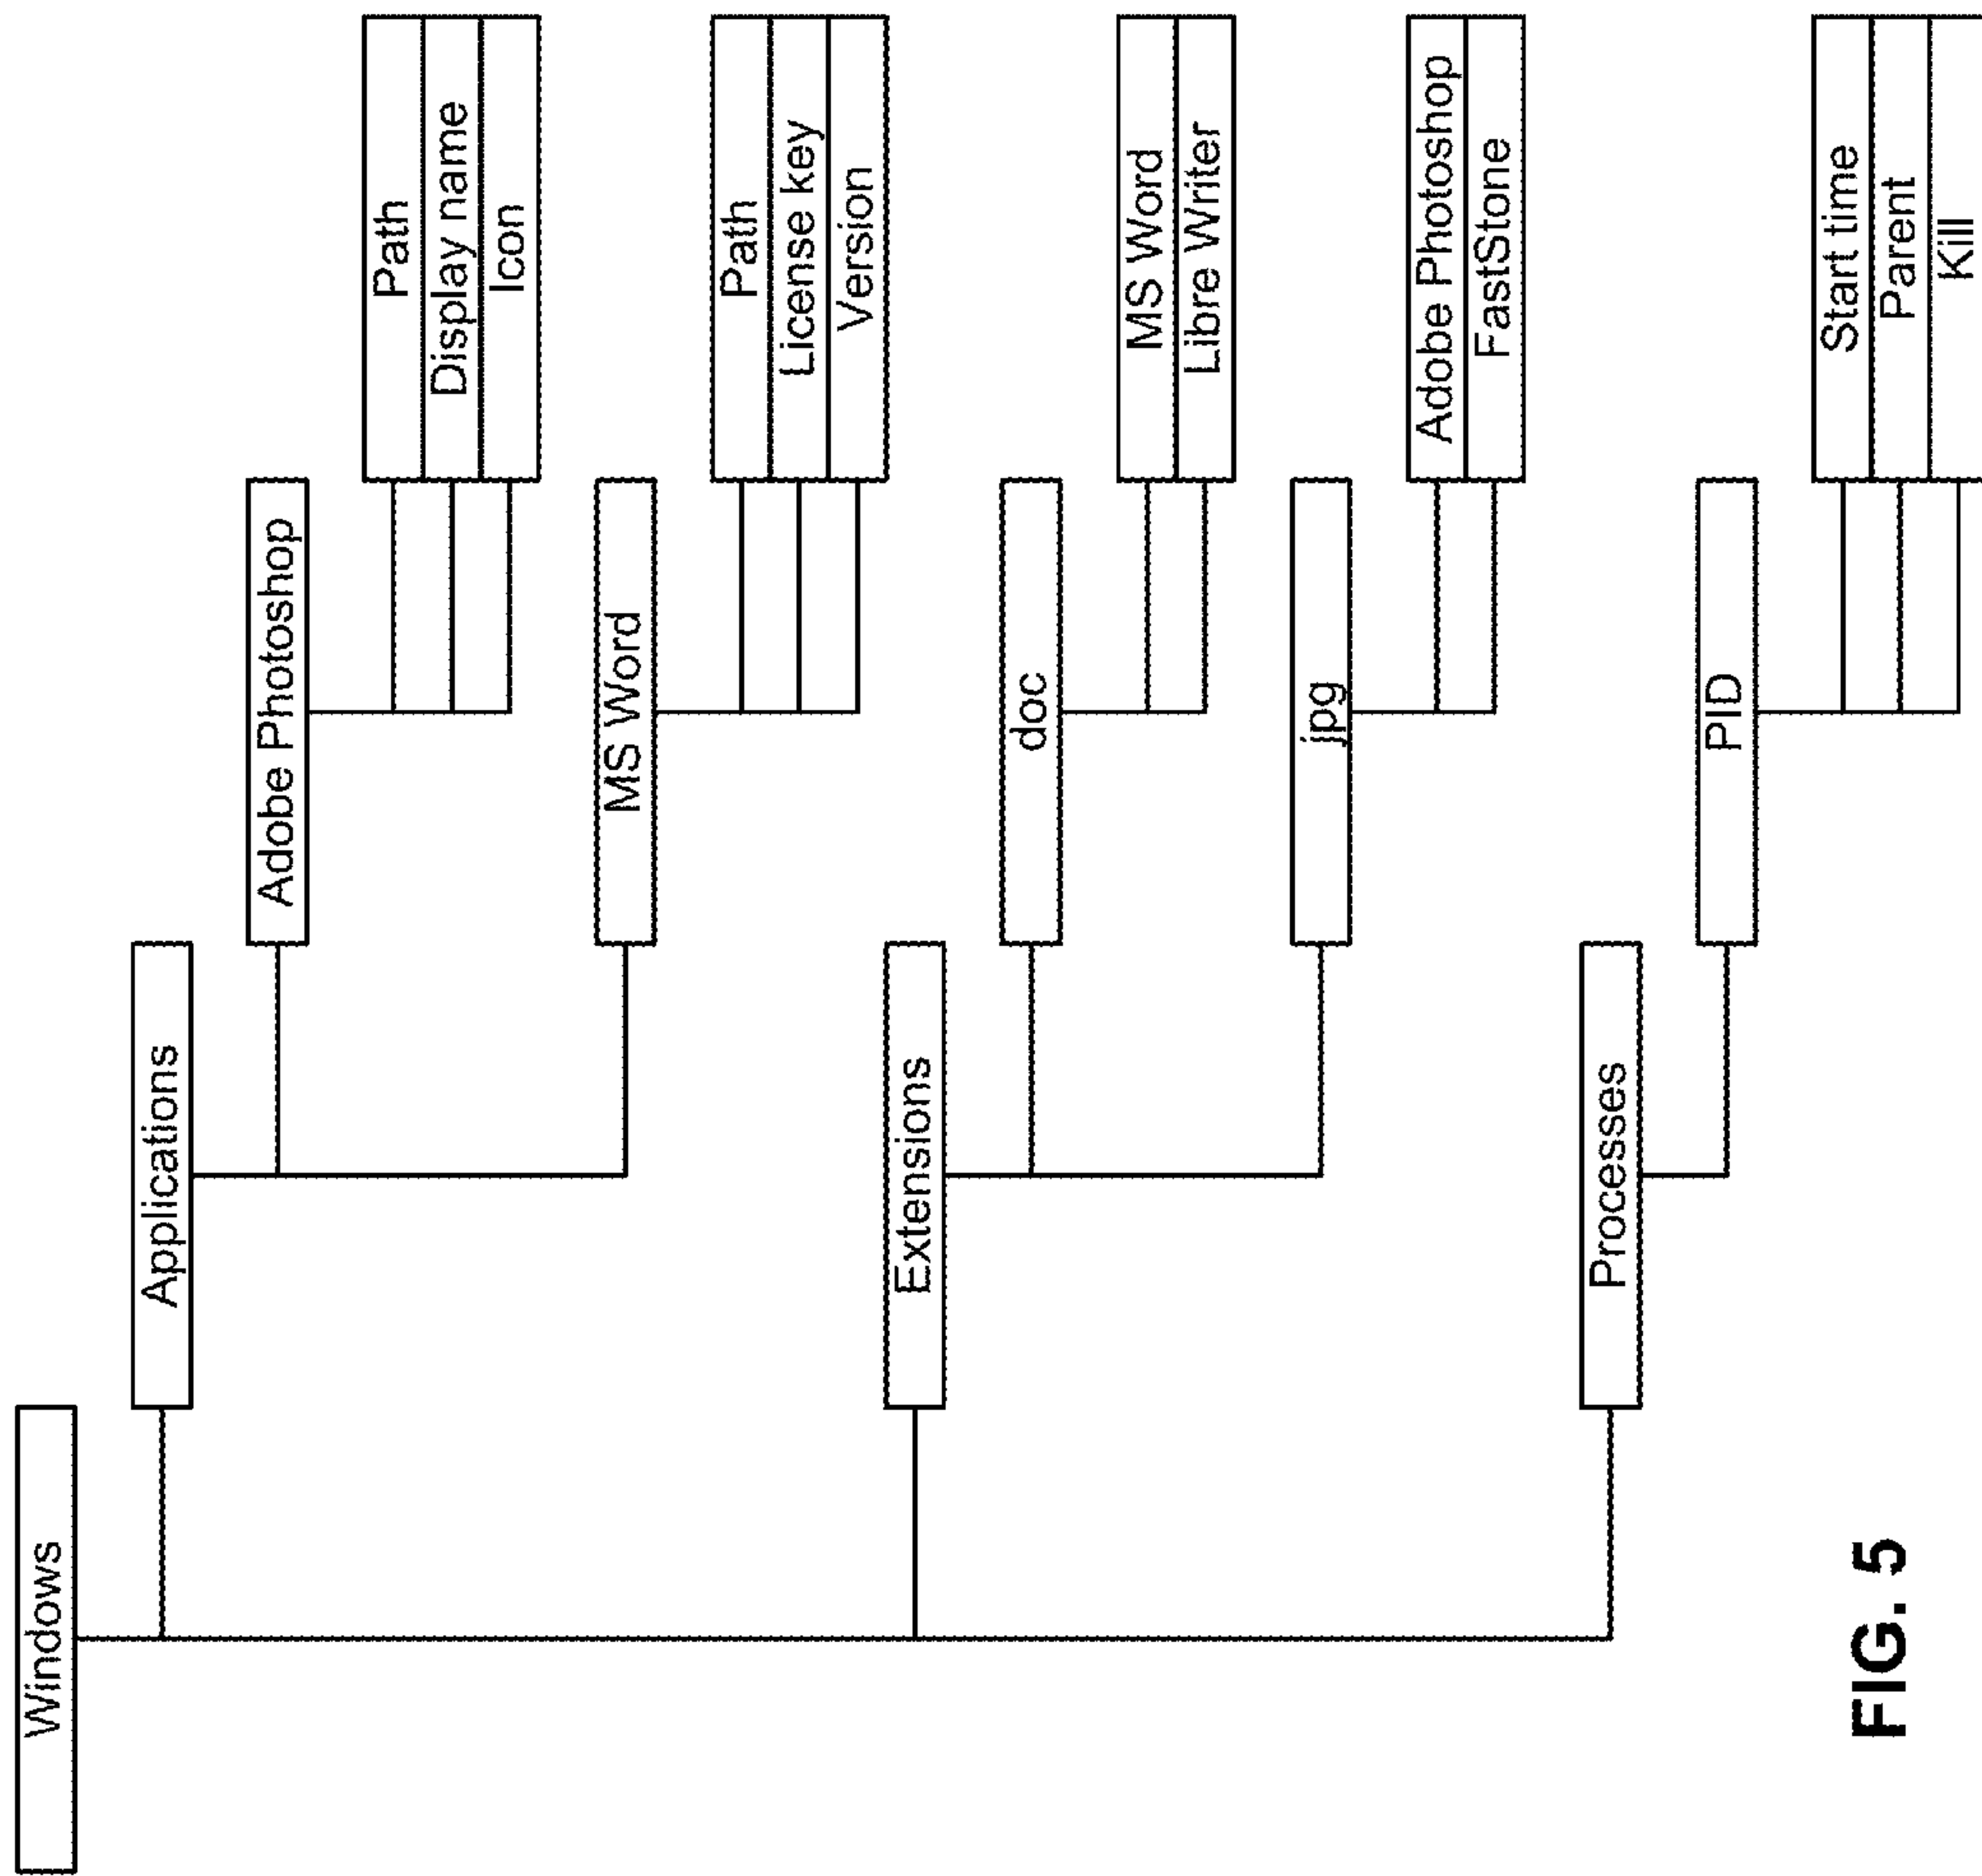 Windows
Applications
Adobe Photoshop
Path
Display name
Icon
MS Word
Path
License key
Version
Extensions
doc
MS Word
Libre Writer
jpg
Adobe Photoshop
FastStone
Processes
PID
Start time
Parent
Kill
FIG. 5